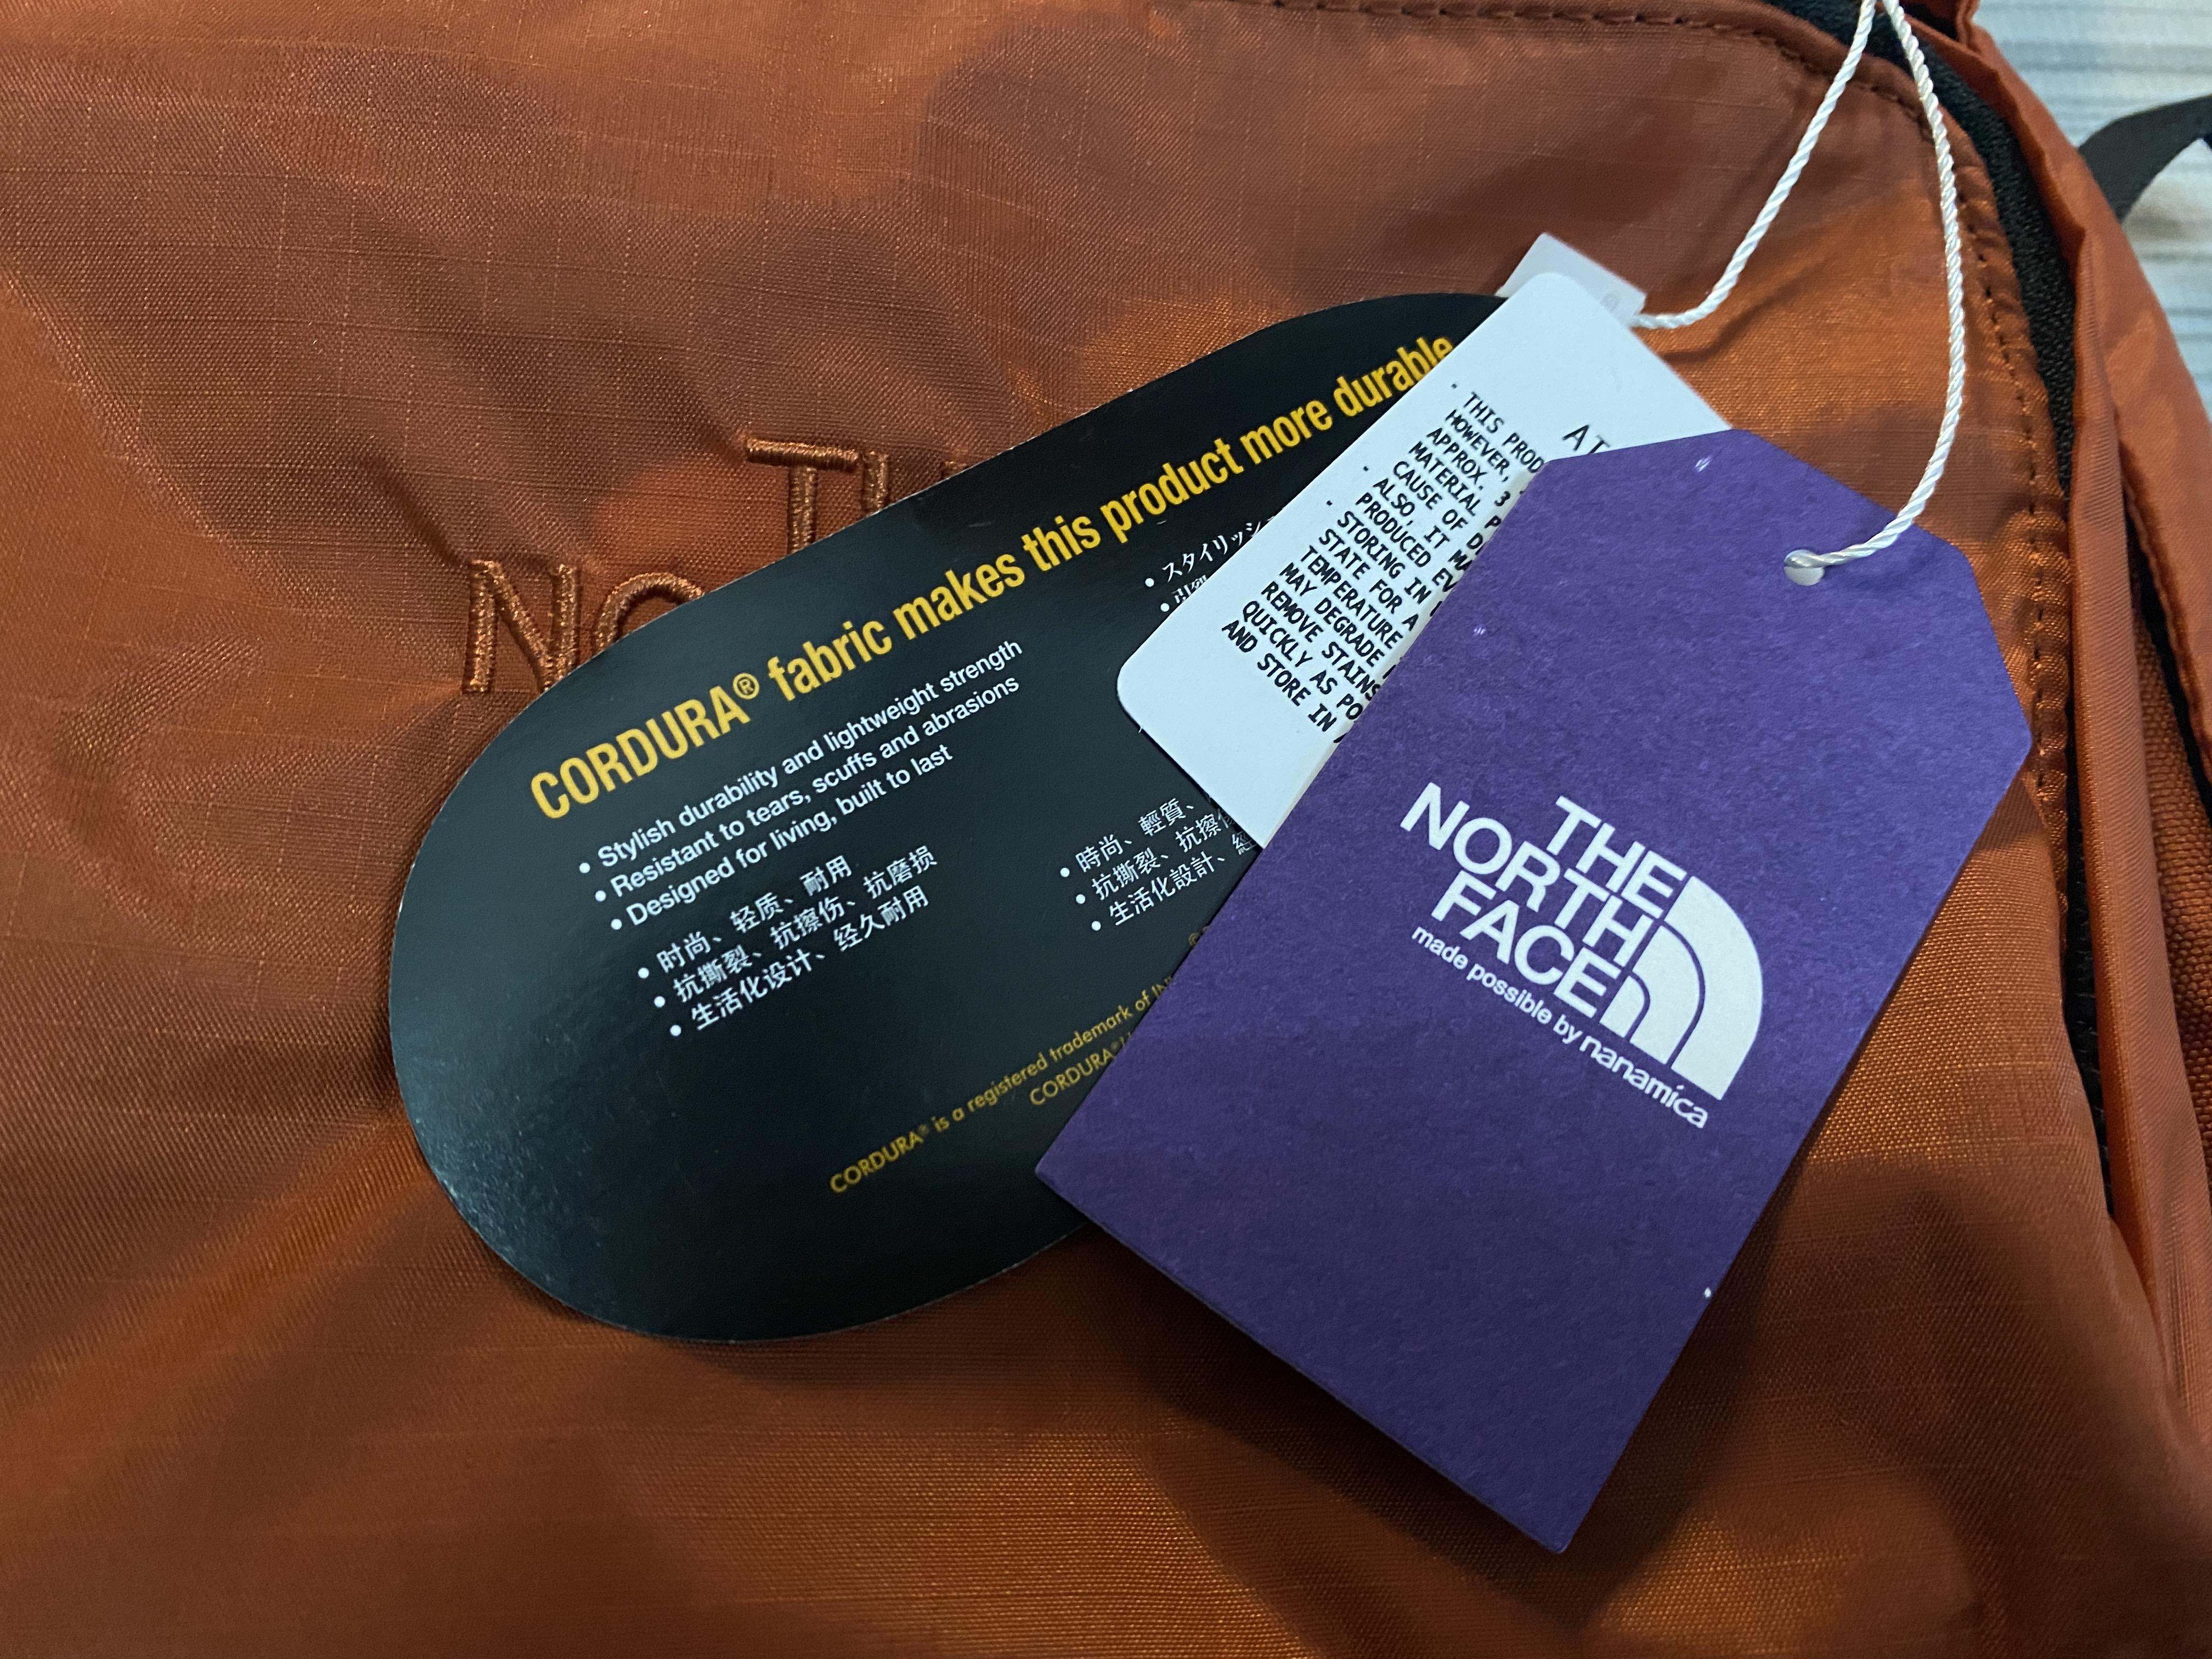 NO
CORDURA® fabric makes this product more durable
• Stylish durability and lightweight strength
• Resistant to tears, scuffs and abrasions
• Designed for living, built to last
• 时尚、轻质、耐用
• 抗撕裂、抗擦伤、抗磨损
• 生活化设计、经久耐用
• スタイリッシ
• 時尚、輕質、
• 抗撕裂、抗擦
• 生活化設計、
CORDURA® is a registered trademark of
CORDURA®
· THIS
HOWEVER,
APPROX. 3
MATERIAL
· CAUSE OF
ALSO, IT
PRODUCED
· STORING IN
STATE FOR A
TEMPERATURE
MAY DEGRADE
REMOVE STAINS
QUICKLY AS
AND STORE IN
THE
NORTH
FACE
made possible by nanamica